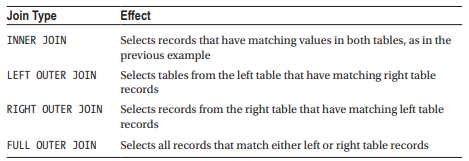 Join Type Effect
INNER JOIN Selects records that have matching values in both tables, as in the
previous example
LEFT OUTER JOIN Selects tables from the left table that have matching right table
records
RIGHT OUTER JOIN Selects records from the right table that have matching left table
records
FULL OUTER JOIN Selects all records that match either left or right table records